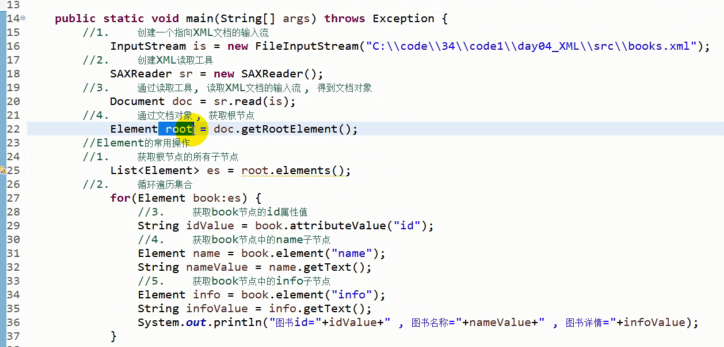 13
14 public static void main(String[] args) throws Exception {
15 //1. 创建一个指向XML文档的输入流
16 InputStream is = new FileInputStream("C:\\code\\34\\code1\\day04_XML\\src\\books.xml");
17 //2. 创建XML读取工具
18 SAXReader sr = new SAXReader();
19 //3. 通过读取工具, 读取XML文档的输入流 , 得到文档对象
20 Document doc = sr.read(is);
21 //4. 通过文档对象 , 获取根节点
22 Element root = doc.getRootElement();
23 //Element的常用操作
24 //1. 获取根节点的所有子节点
25 List<Element> es = root.elements();
26 //2. 循环遍历集合
27 for(Element book:es) {
28 //3. 获取book节点的id属性值
29 String idValue = book.attributeValue("id");
30 //4. 获取book节点中的name子节点
31 Element name = book.element("name");
32 String nameValue = name.getText();
33 //5. 获取book节点中的info子节点
34 Element info = book.element("info");
35 String infoValue = info.getText();
36 System.out.println("图书id="+idValue+" , 图书名称="+nameValue+" , 图书详情="+infoValue);
37 }